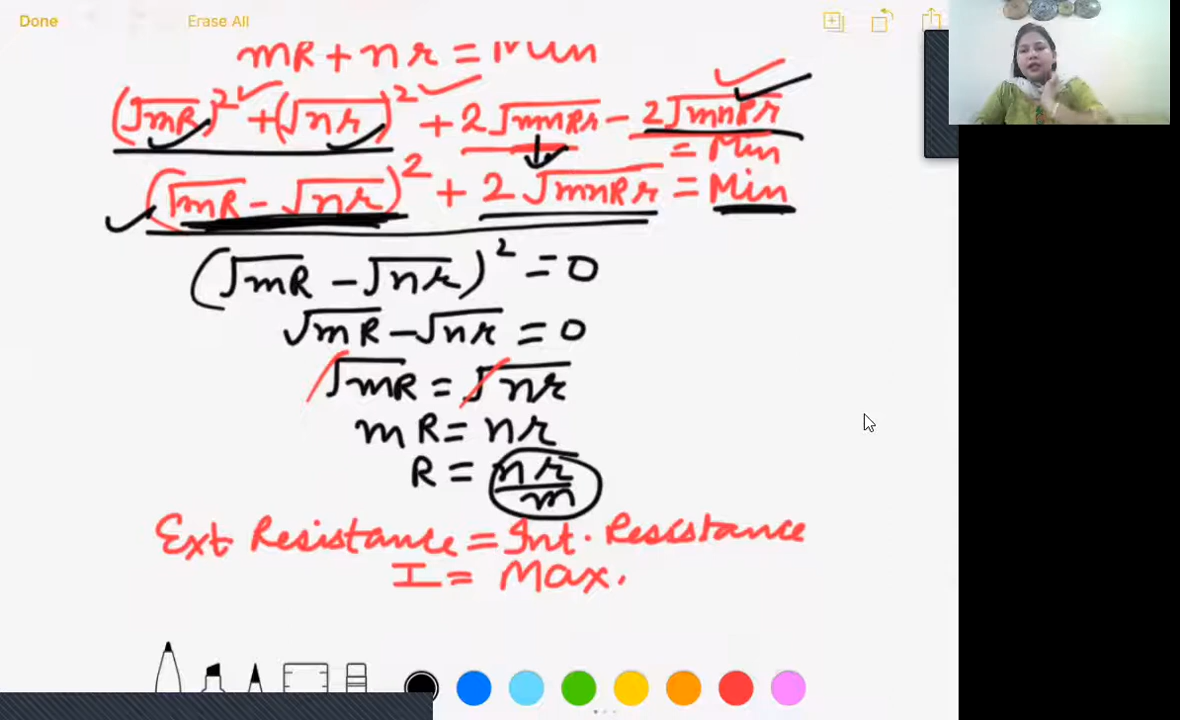 Done Erase All
mR + nr = Min
(√mR)² + (√nr)² + 2√mnRr − 2√mnRr
= Min
(√mR − √nr)² + 2√mnRr = Min
(√mR − √nr)² = 0
√mR − √nr = 0
√mR = √nr
mR = nr
R = nr/m
Ext Resistance = Int. Resistance
I = Max.